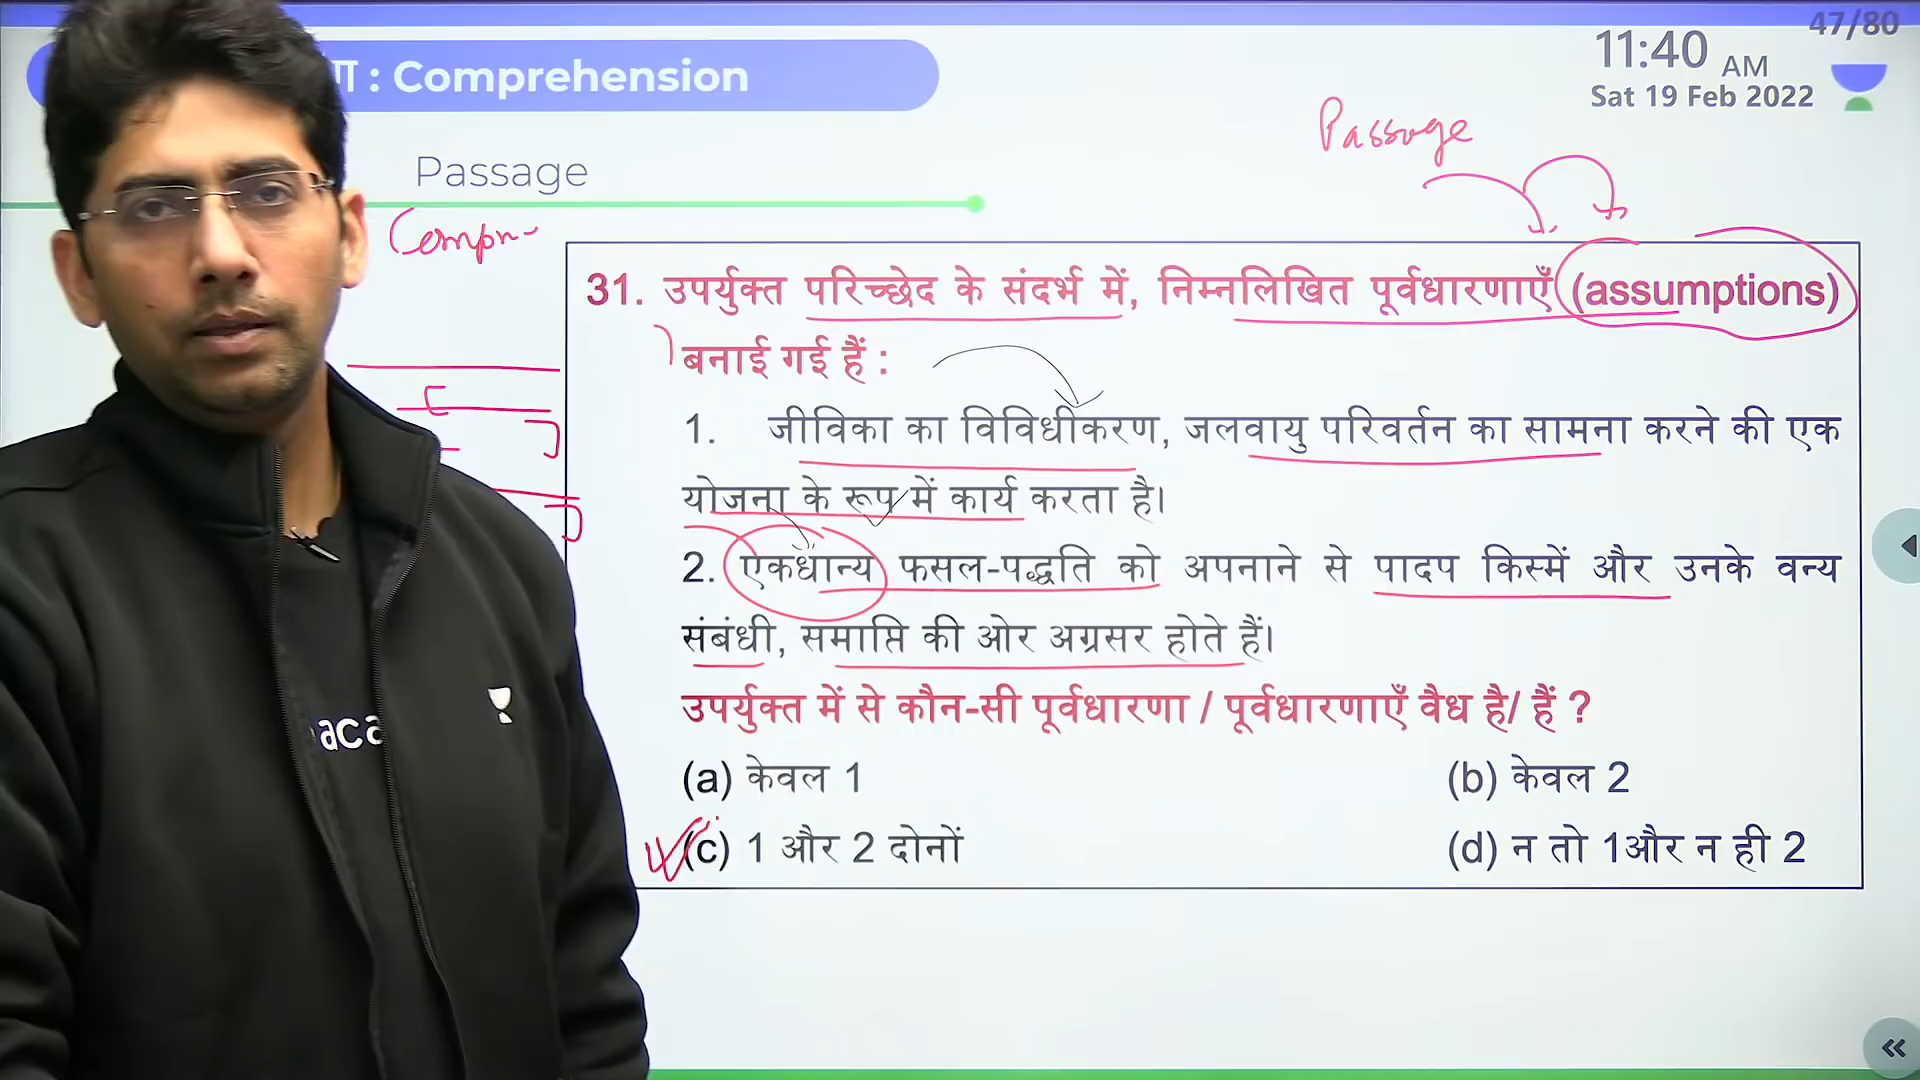 47/80
11:40 AM
Sat 19 Feb 2022
ण : Comprehension
Passage
Passage
Compn-
31. उपर्युक्त परिच्छेद के संदर्भ में, निम्नलिखित पूर्वधारणाएँ (assumptions)
बनाई गई हैं :
1. जीविका का विविधीकरण, जलवायु परिवर्तन का सामना करने की एक
योजना के रूप में कार्य करता है।
2. एकधान्य फसल-पद्धति को अपनाने से पादप किस्में और उनके वन्य
संबंधी, समाप्ति की ओर अग्रसर होते हैं।
उपर्युक्त में से कौन-सी पूर्वधारणा / पूर्वधारणाएँ वैध है/ हैं ?
(a) केवल 1 (b) केवल 2
(c) 1 और 2 दोनों (d) न तो 1और न ही 2
aca